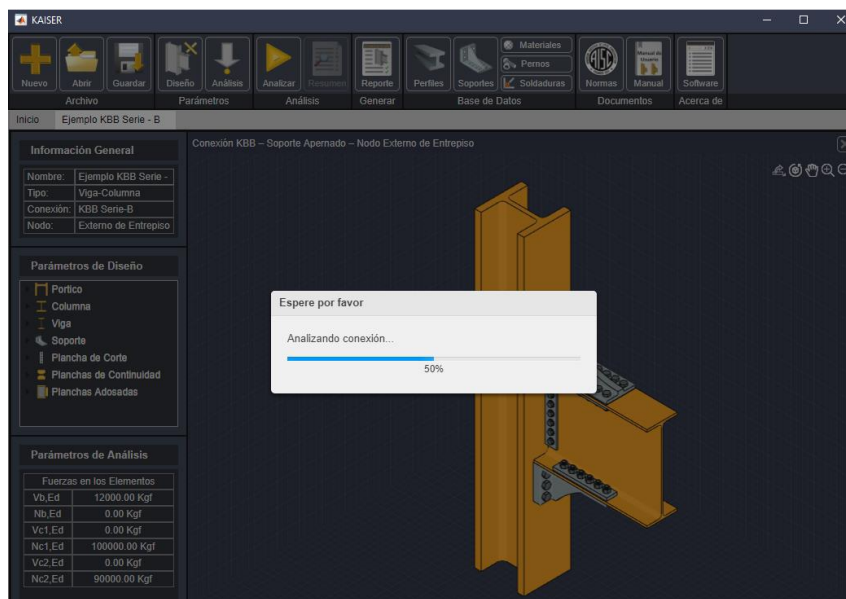 KAISER
Nuevo Abrir Guardar Diseño Análisis Analizar Resumen Reporte Perfiles Soportes Materiales Pernos Soldaduras Normas Manual Software
Archivo Parámetros Análisis Generar Base de Datos Documentos Acerca de
AISC
Manual de Usuario
Inicio Ejemplo KBB Serie - B
Información General
Nombre: Ejemplo KBB Serie -
Tipo: Viga-Columna
Conexión: KBB Serie-B
Nodo: Externo de Entrepiso
Conexión KBB – Soporte Apernado – Nodo Externo de Entrepiso
Parámetros de Diseño
Portico
Columna
Viga
Soporte
Plancha de Corte
Planchas de Continuidad
Planchas Adosadas
Espere por favor
Analizando conexión...
50%
Parámetros de Análisis
Fuerzas en los Elementos
Vb,Ed 12000.00 Kgf
Nb,Ed 0.00 Kgf
Vc1,Ed 0.00 Kgf
Nc1,Ed 100000.00 Kgf
Vc2,Ed 0.00 Kgf
Nc2,Ed 90000.00 Kgf